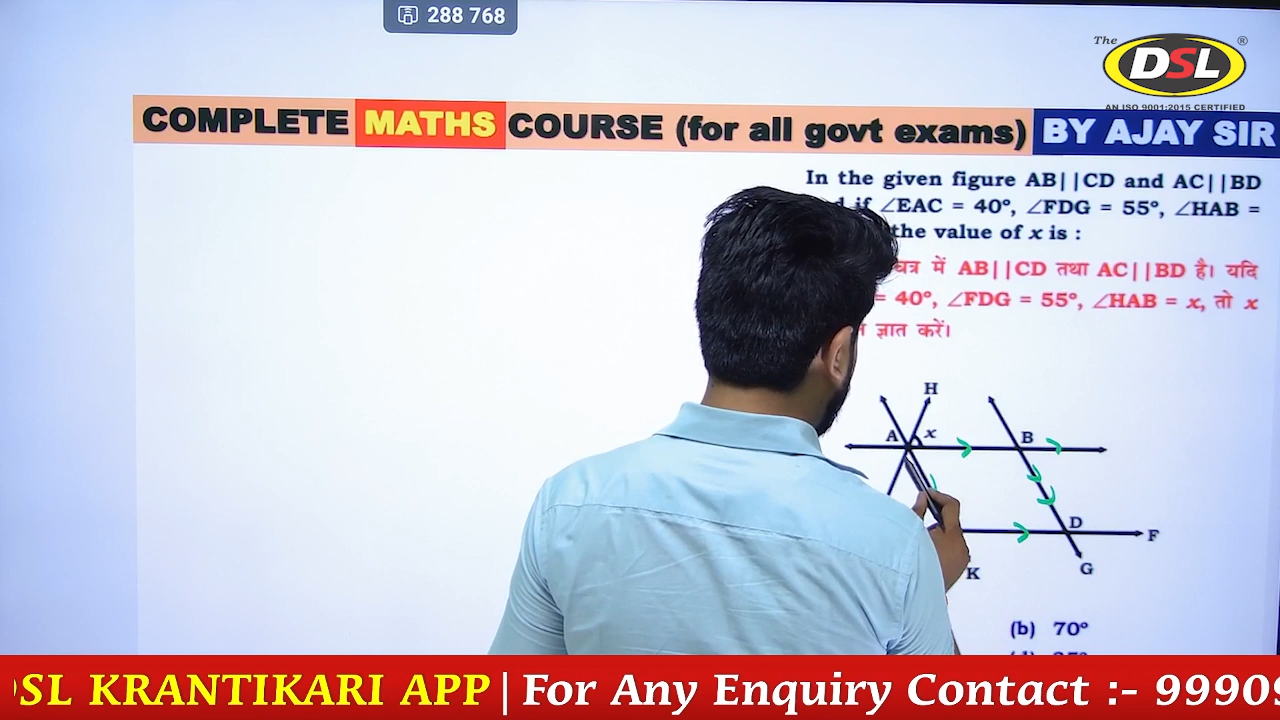 288 768
The DSL ®
AN ISO 9001:2015 CERTIFIED
COMPLETE MATHS COURSE (for all govt exams) BY AJAY SIR
In the given figure AB||CD and AC||BD
if ∠EAC = 40°, ∠FDG = 55°, ∠HAB =
the value of x is :
में AB||CD तथा AC||BD है। यदि
= 40°, ∠FDG = 55°, ∠HAB = x, तो x
ज्ञात करें।
H
A x B
D F
K G
(b) 70°
DSL KRANTIKARI APP | For Any Enquiry Contact :- 99909